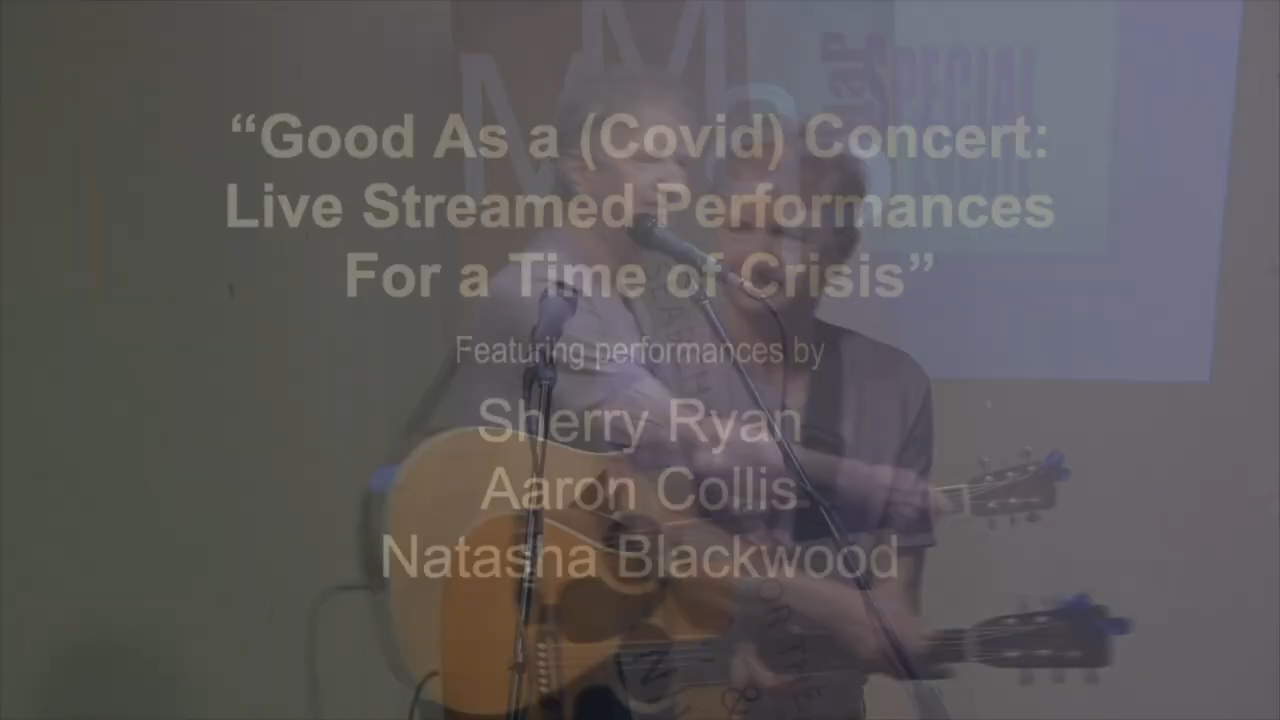 “Good As a (Covid) Concert:
Live Streamed Performances
For a Time of Crisis”
Featuring performances by
Sherry Ryan
Aaron Collis
Natasha Blackwood
SPECIAL